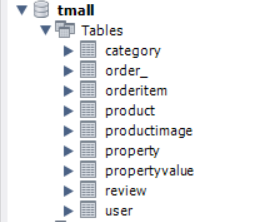 tmall
Tables
category
order_
orderitem
product
productimage
property
propertyvalue
review
user